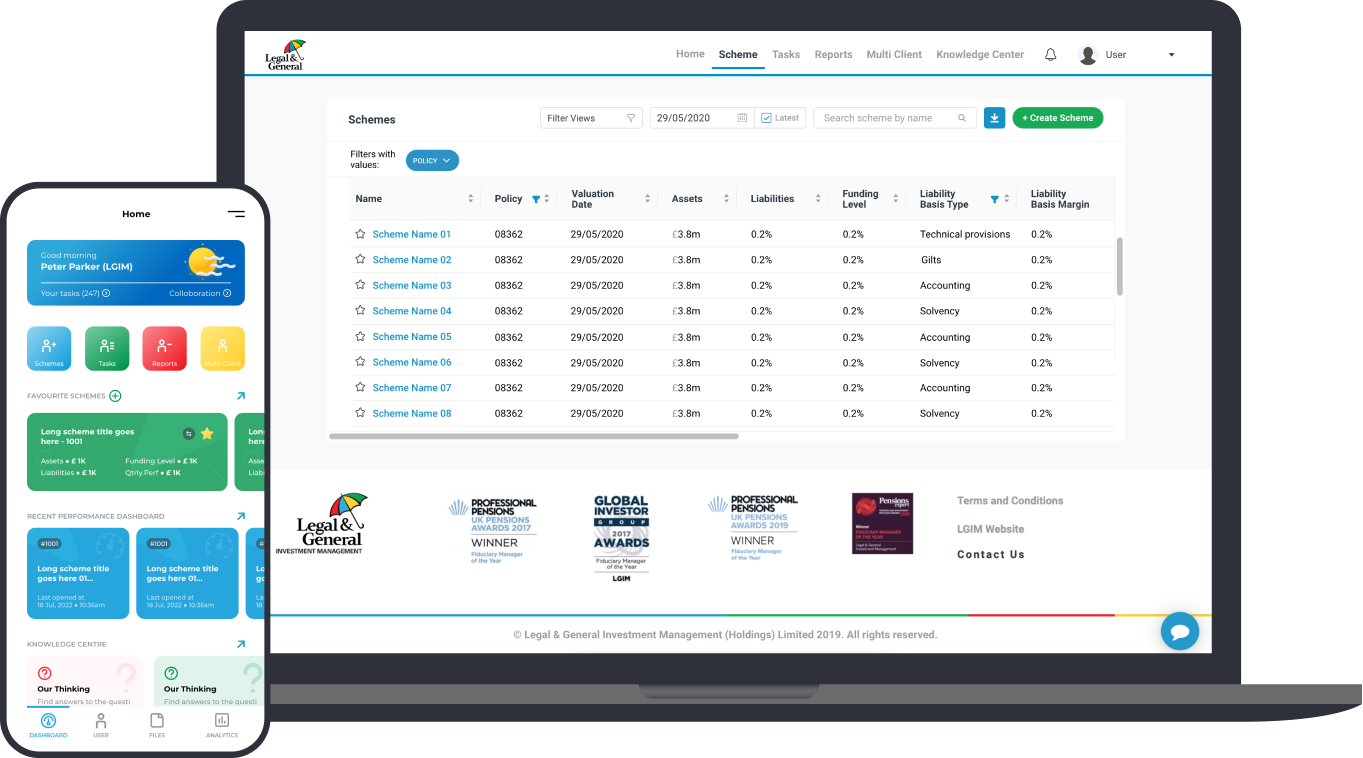 Legal &
General
Home
Scheme
Tasks
Reports
Multi Client
Knowledge Center
User
Schemes
Filter Views
29/05/2020
Latest
Search scheme by name
+ Create Scheme
Filters with
values:
POLICY
Name
Policy
Valuation
Date
Assets
Liabilities
Funding
Level
Liability
Basis Type
Liability
Basis Margin
Scheme Name 01 08362 29/05/2020 £3.8m 0.2% 0.2% Technical provisions 0.2%
Scheme Name 02 08362 29/05/2020 £3.8m 0.2% 0.2% Gilts 0.2%
Scheme Name 03 08362 29/05/2020 £3.8m 0.2% 0.2% Accounting 0.2%
Scheme Name 04 08362 29/05/2020 £3.8m 0.2% 0.2% Solvency 0.2%
Scheme Name 05 08362 29/05/2020 £3.8m 0.2% 0.2% Accounting 0.2%
Scheme Name 06 08362 29/05/2020 £3.8m 0.2% 0.2% Solvency 0.2%
Scheme Name 07 08362 29/05/2020 £3.8m 0.2% 0.2% Accounting 0.2%
Scheme Name 08 08362 29/05/2020 £3.8m 0.2% 0.2% Solvency 0.2%
Legal &
General
INVESTMENT MANAGEMENT
PROFESSIONAL
PENSIONS
UK PENSIONS
AWARDS 2017
WINNER
Fiduciary Manager
of the Year
GLOBAL
INVESTOR
GROUP
2017
AWARDS
Fiduciary Manager
of the Year
LGIM
PROFESSIONAL
PENSIONS
UK PENSIONS
AWARDS 2019
WINNER
Fiduciary Manager
of the Year
Pensions
expert
Winner
FIDUCIARY MANAGER
OF THE YEAR
Legal & General
Investment Management
Terms and Conditions
LGIM Website
Contact Us
© Legal & General Investment Management (Holdings) Limited 2019. All rights reserved.
Home
Good morning
Peter Parker (LGIM)
Your tasks (247)
Colloboration
Schemes
Tasks
Reports
Multi Client
FAVOURITE SCHEMES
Long scheme title goes
here - 1001
Assets • £ 1K Funding Level • £ 1K
Liabilities • £ 1K Qtrly.Perf • £ 1K
Lon
here
Asse
Liab
RECENT PERFORMANCE DASHBOARD
#1001
Long scheme title
goes here 01...
Last opened at
18 Jul, 2022 • 10:36am
#1001
Long scheme title
goes here 01...
Last opened at
18 Jul, 2022 • 10:36am
#
Lo
go
Las
18
KNOWLEDGE CENTRE
?
Our Thinking
Find answers to the questi
?
Our Thinking
Find answers to the questi
DASHBOARD
USER
FILES
ANALYTICS